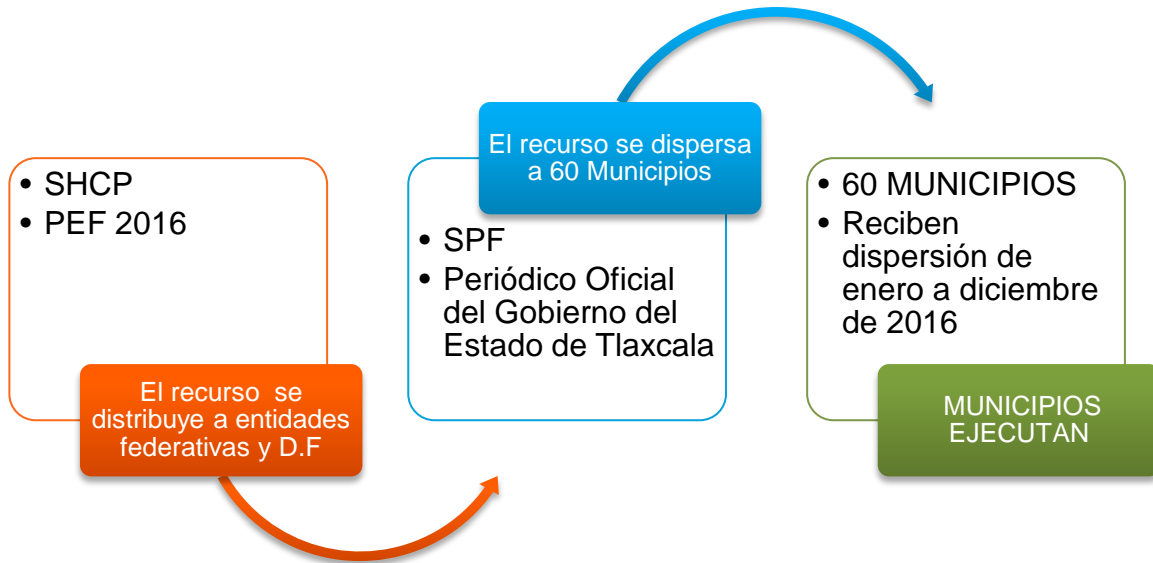 • SHCP
• PEF 2016
El recurso se
distribuye a entidades
federativas y D.F
El recurso se dispersa
a 60 Municipios
• SPF
• Periódico Oficial
del Gobierno del
Estado de Tlaxcala
• 60 MUNICIPIOS
• Reciben
dispersión de
enero a diciembre
de 2016
MUNICIPIOS
EJECUTAN